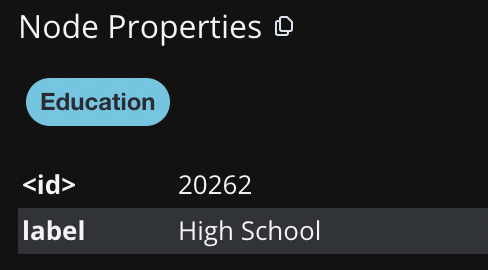 Node Properties
Education
<id> 20262
label High School